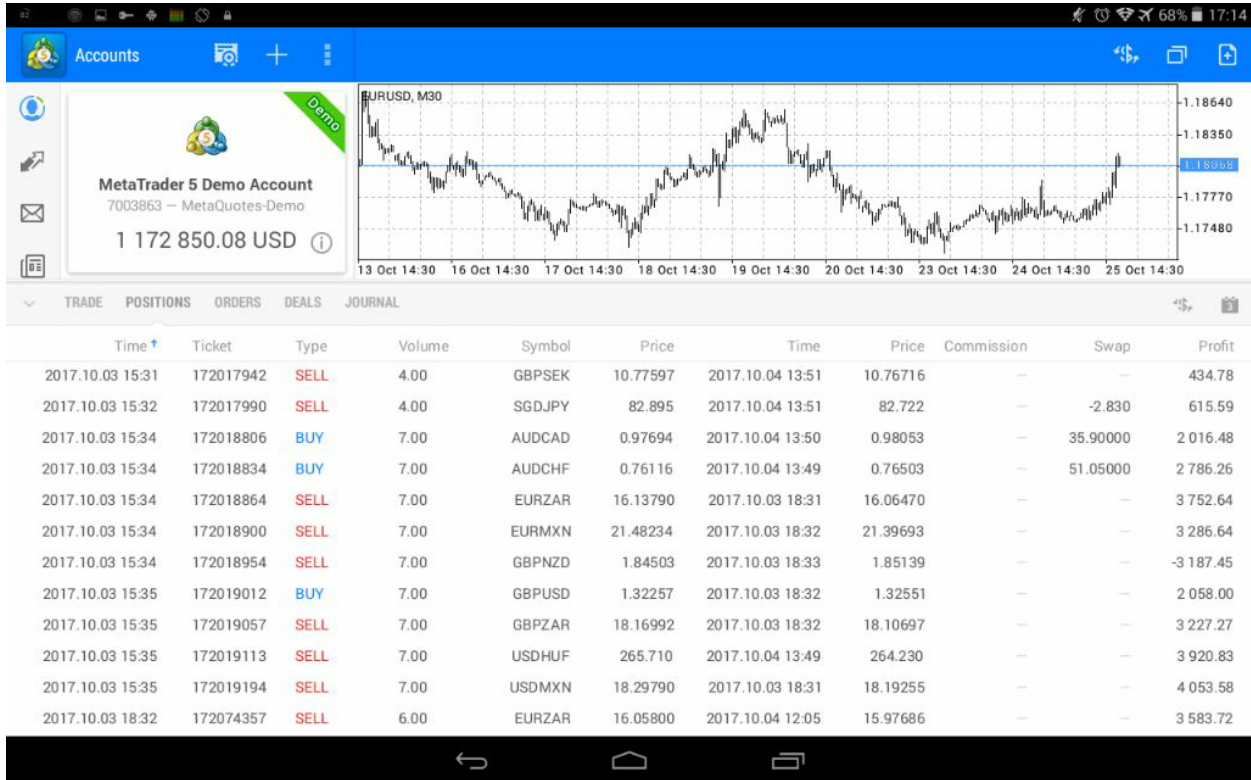 02 68% 17:14
Accounts
Demo
MetaTrader 5 Demo Account
7003863 — MetaQuotes-Demo
1 172 850.08 USD
EURUSD, M30
1.18640
1.18350
1.18068
1.17770
1.17480
13 Oct 14:30 16 Oct 14:30 17 Oct 14:30 18 Oct 14:30 19 Oct 14:30 20 Oct 14:30 23 Oct 14:30 24 Oct 14:30 25 Oct 14:30
TRADE POSITIONS ORDERS DEALS JOURNAL
Time Ticket Type Volume Symbol Price Time Price Commission Swap Profit
2017.10.03 15:31 172017942 SELL 4.00 GBPSEK 10.77597 2017.10.04 13:51 10.76716 — — 434.78
2017.10.03 15:32 172017990 SELL 4.00 SGDJPY 82.895 2017.10.04 13:51 82.722 — -2.830 615.59
2017.10.03 15:34 172018806 BUY 7.00 AUDCAD 0.97694 2017.10.04 13:50 0.98053 — 35.90000 2 016.48
2017.10.03 15:34 172018834 BUY 7.00 AUDCHF 0.76116 2017.10.04 13:49 0.76503 — 51.05000 2 786.26
2017.10.03 15:34 172018864 SELL 7.00 EURZAR 16.13790 2017.10.03 18:31 16.06470 — — 3 752.64
2017.10.03 15:34 172018900 SELL 7.00 EURMXN 21.48234 2017.10.03 18:32 21.39693 — — 3 286.64
2017.10.03 15:34 172018954 SELL 7.00 GBPNZD 1.84503 2017.10.03 18:33 1.85139 — — -3 187.45
2017.10.03 15:35 172019012 BUY 7.00 GBPUSD 1.32257 2017.10.03 18:32 1.32551 — — 2 058.00
2017.10.03 15:35 172019057 SELL 7.00 GBPZAR 18.16992 2017.10.03 18:32 18.10697 — — 3 227.27
2017.10.03 15:35 172019113 SELL 7.00 USDHUF 265.710 2017.10.04 13:49 264.230 — — 3 920.83
2017.10.03 15:35 172019194 SELL 7.00 USDMXN 18.29790 2017.10.03 18:31 18.19255 — — 4 053.58
2017.10.03 18:32 172074357 SELL 6.00 EURZAR 16.05800 2017.10.04 12:05 15.97686 — — 3 583.72